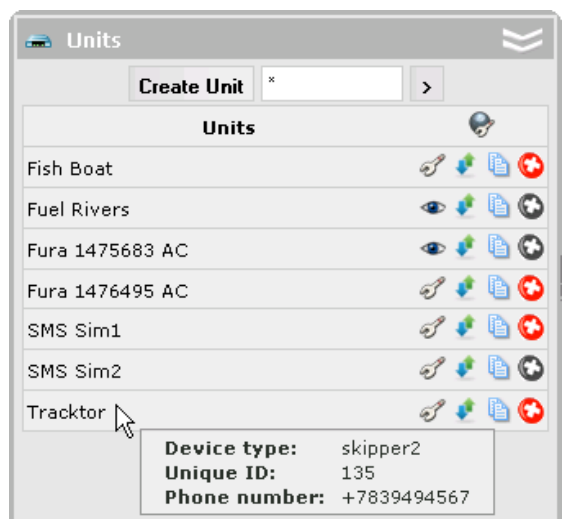 Units
Create Unit * >
Units
Fish Boat
Fuel Rivers
Fura 1475683 AC
Fura 1476495 AC
SMS Sim1
SMS Sim2
Tracktor
Device type: skipper2
Unique ID: 135
Phone number: +7839494567